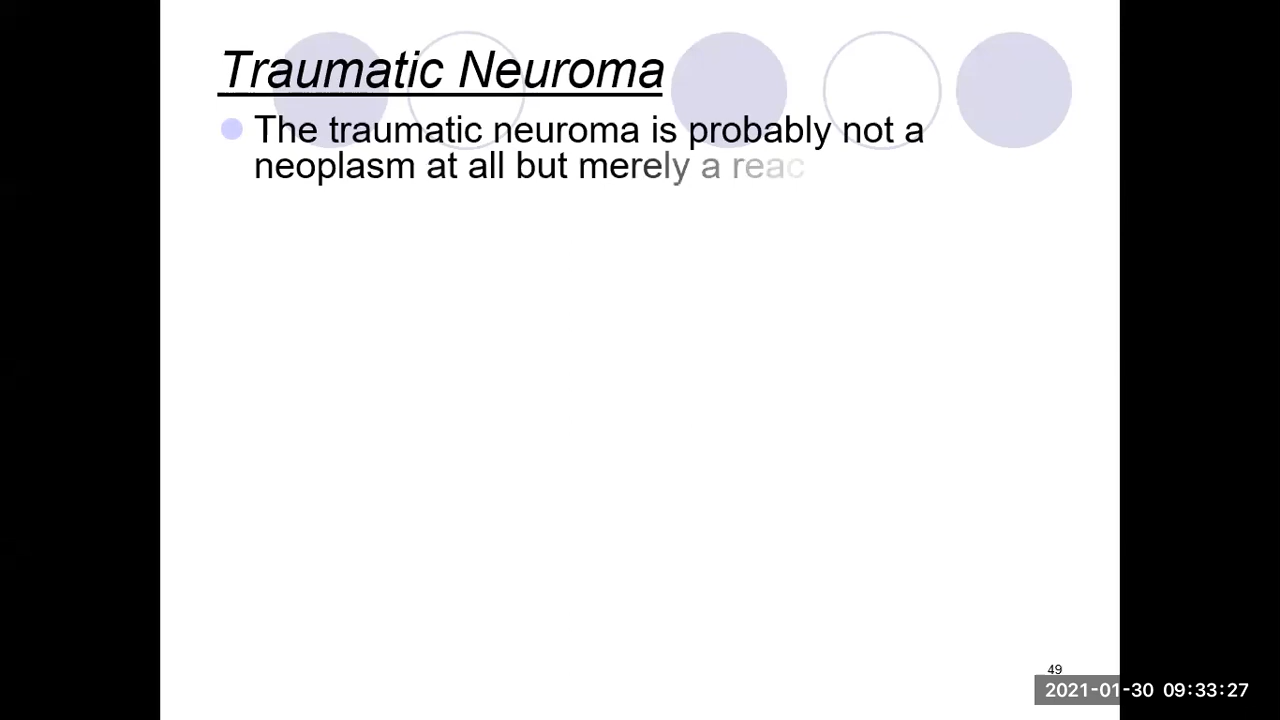 Traumatic Neuroma
The traumatic neuroma is probably not a
neoplasm at all but merely a reac
49
2021-01-30 09:33:27